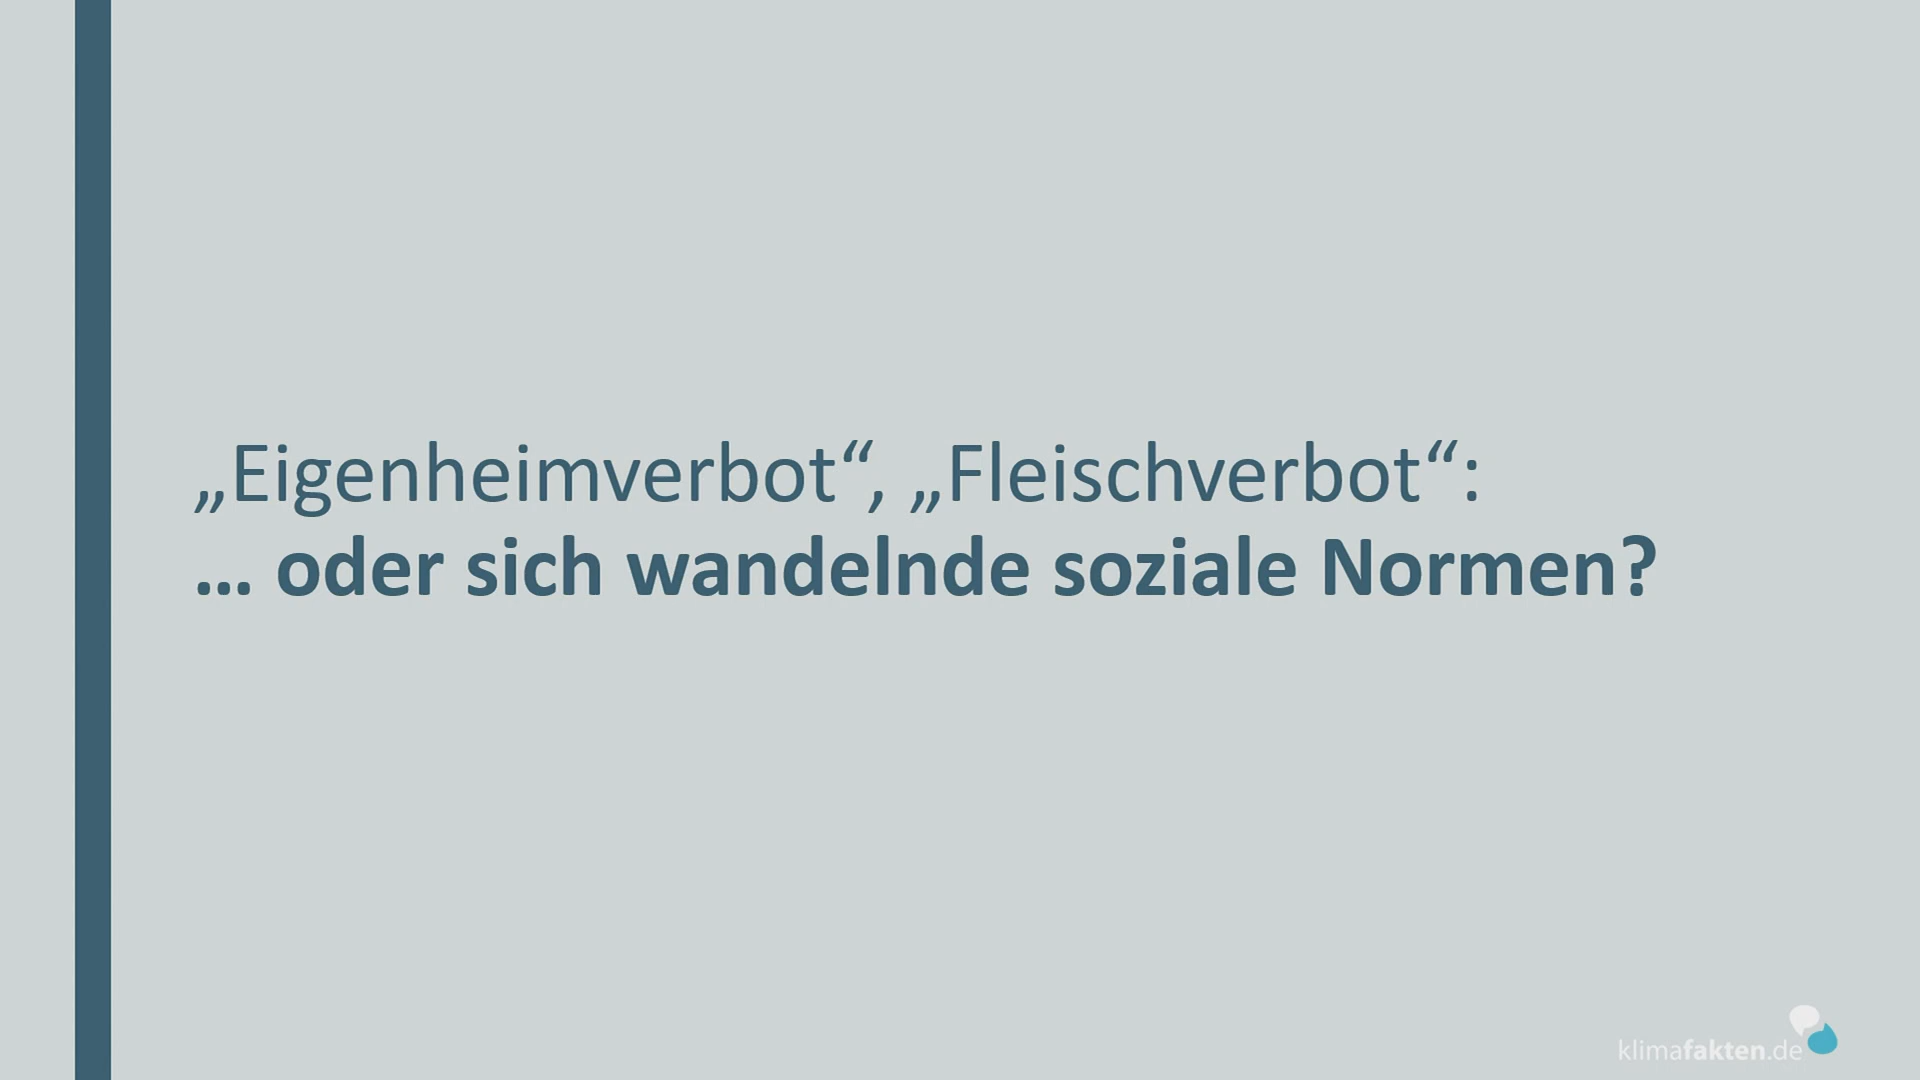 „Eigenheimverbot“, „Fleischverbot“:
... oder sich wandelnde soziale Normen?
klimafakten.de